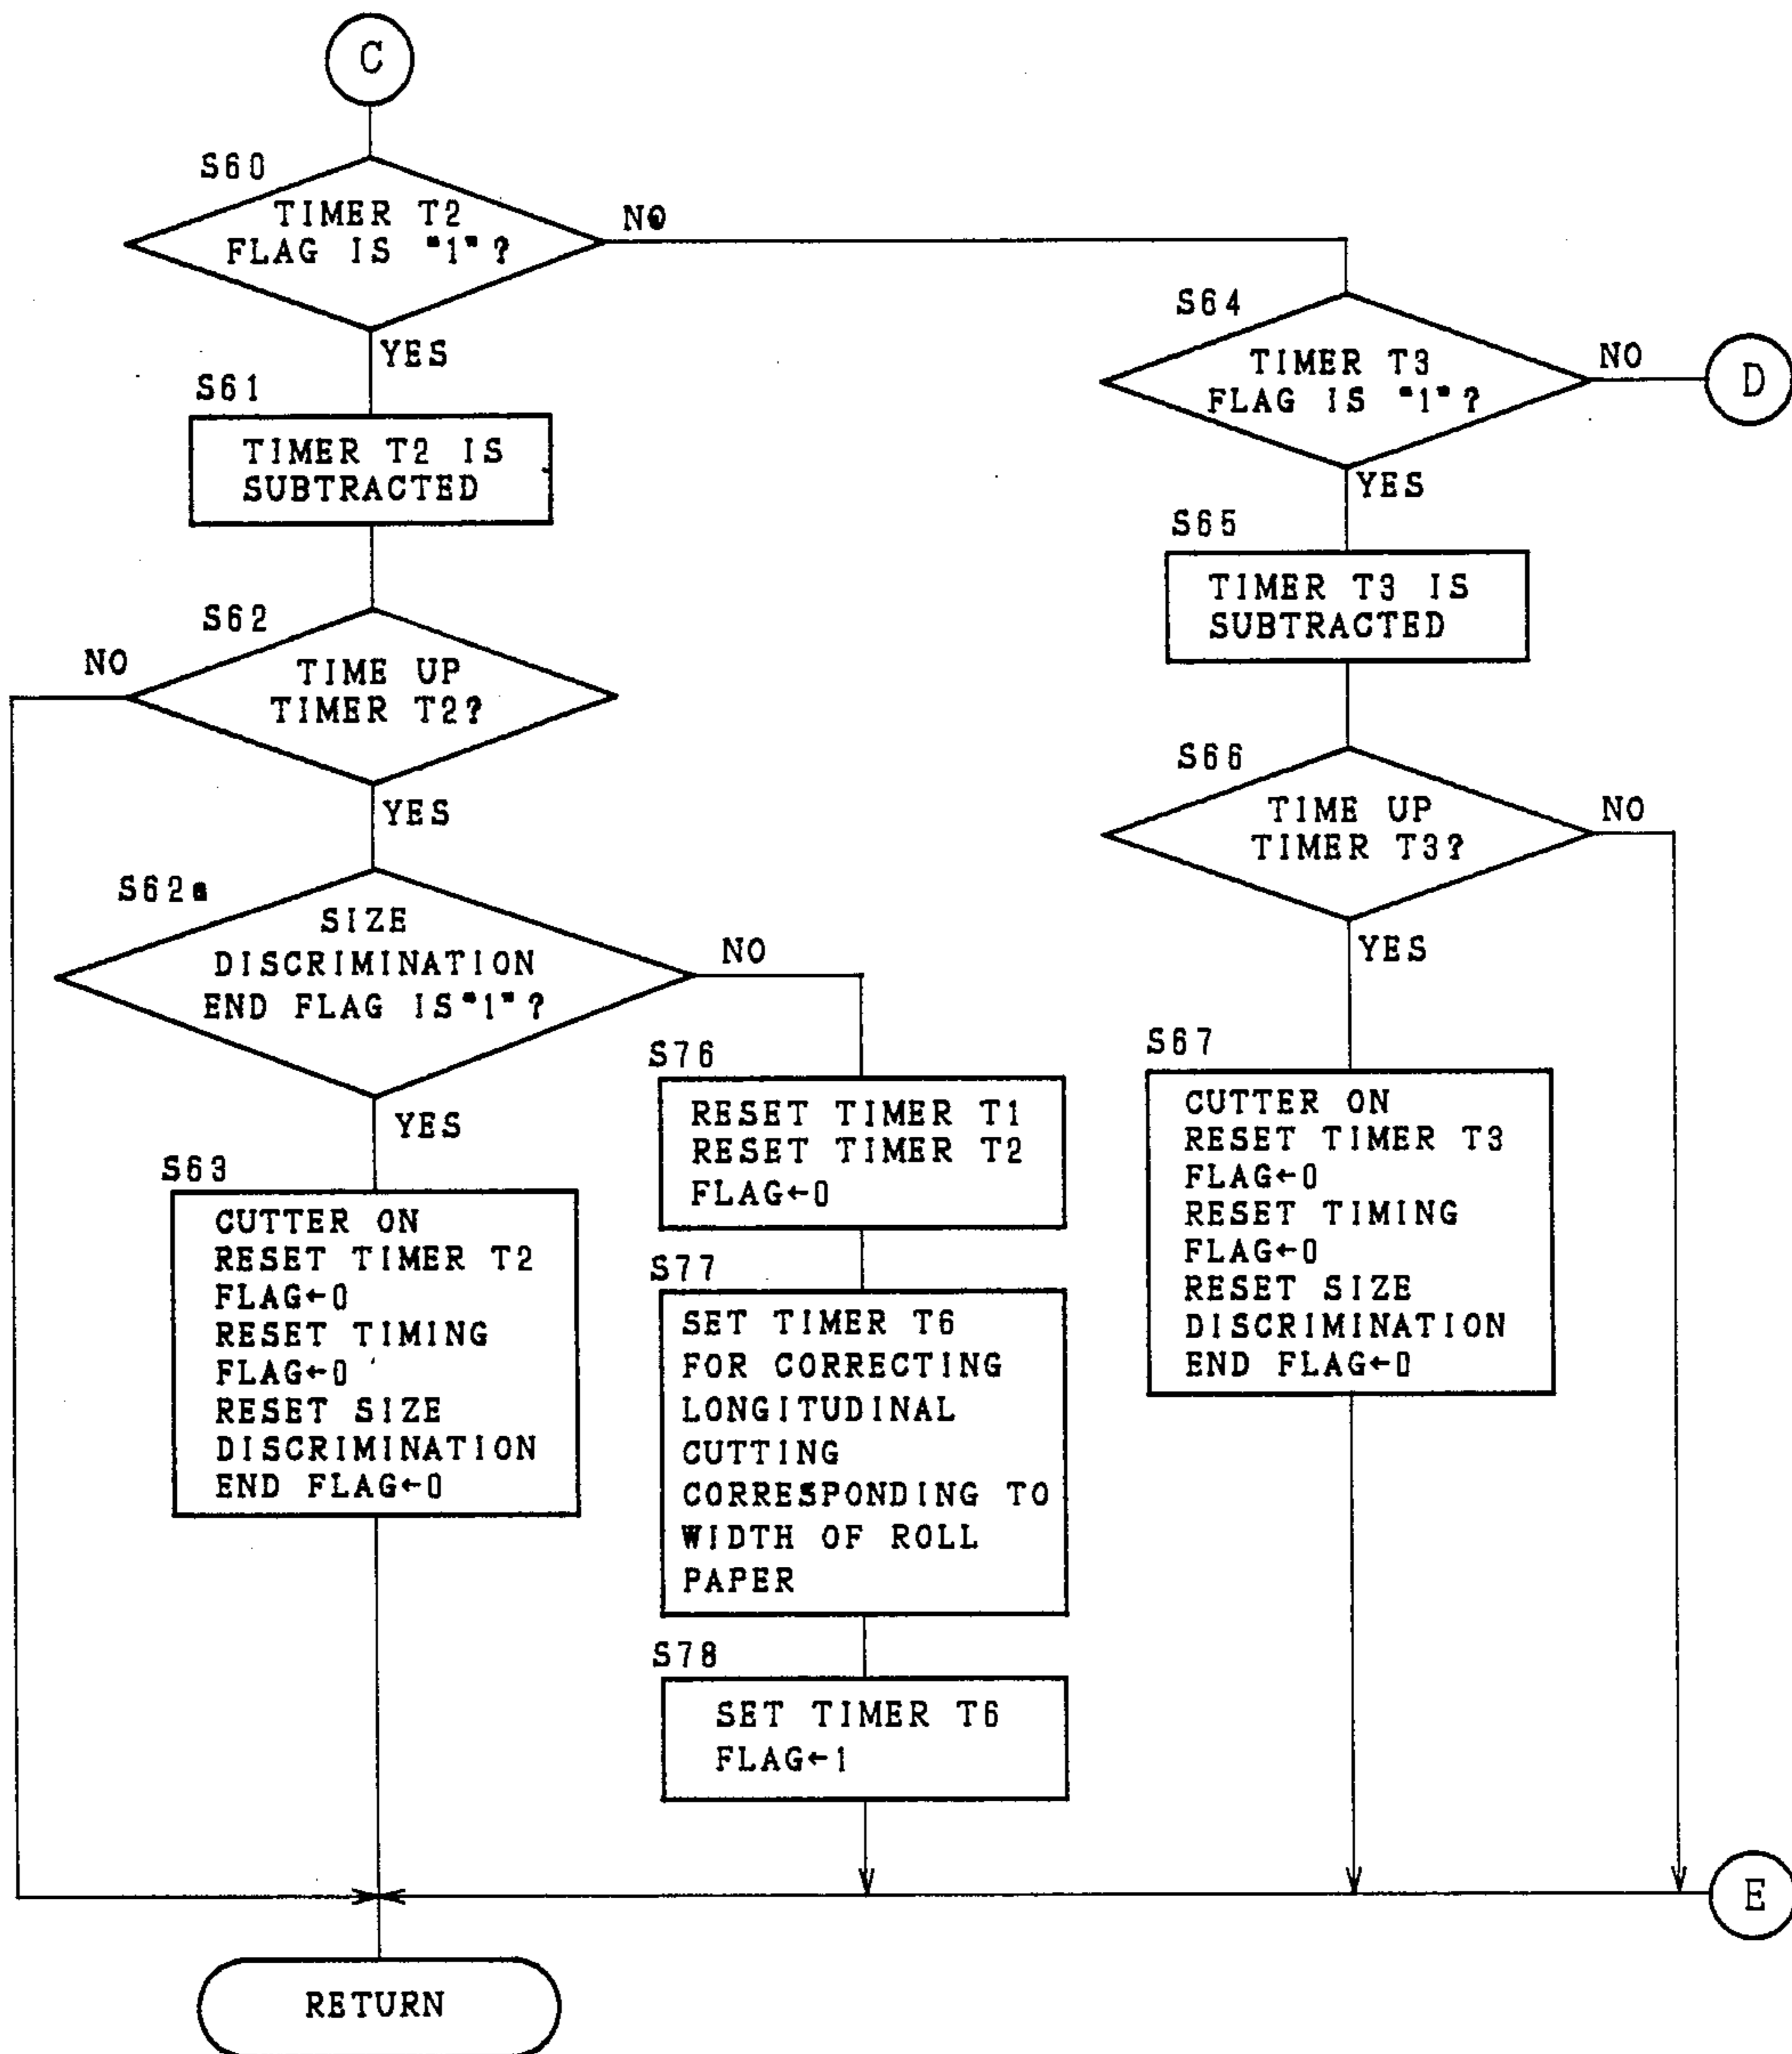 C
S60
TIMER T2
FLAG IS "1"?
NO
YES
S61
TIMER T2 IS
SUBTRACTED
S62
NO
TIME UP
TIMER T2?
YES
S62a
SIZE
DISCRIMINATION
END FLAG IS"1"?
NO
YES
S63
CUTTER ON
RESET TIMER T2
FLAG←0
RESET TIMING
FLAG←0
RESET SIZE
DISCRIMINATION
END FLAG←0
S76
RESET TIMER T1
RESET TIMER T2
FLAG←0
S77
SET TIMER T6
FOR CORRECTING
LONGITUDINAL
CUTTING
CORRESPONDING TO
WIDTH OF ROLL
PAPER
S78
SET TIMER T6
FLAG←1
S64
TIMER T3
FLAG IS "1"?
NO
D
YES
S65
TIMER T3 IS
SUBTRACTED
S66
TIME UP
TIMER T3?
NO
YES
S67
CUTTER ON
RESET TIMER T3
FLAG←0
RESET TIMING
FLAG←0
RESET SIZE
DISCRIMINATION
END FLAG←0
E
RETURN